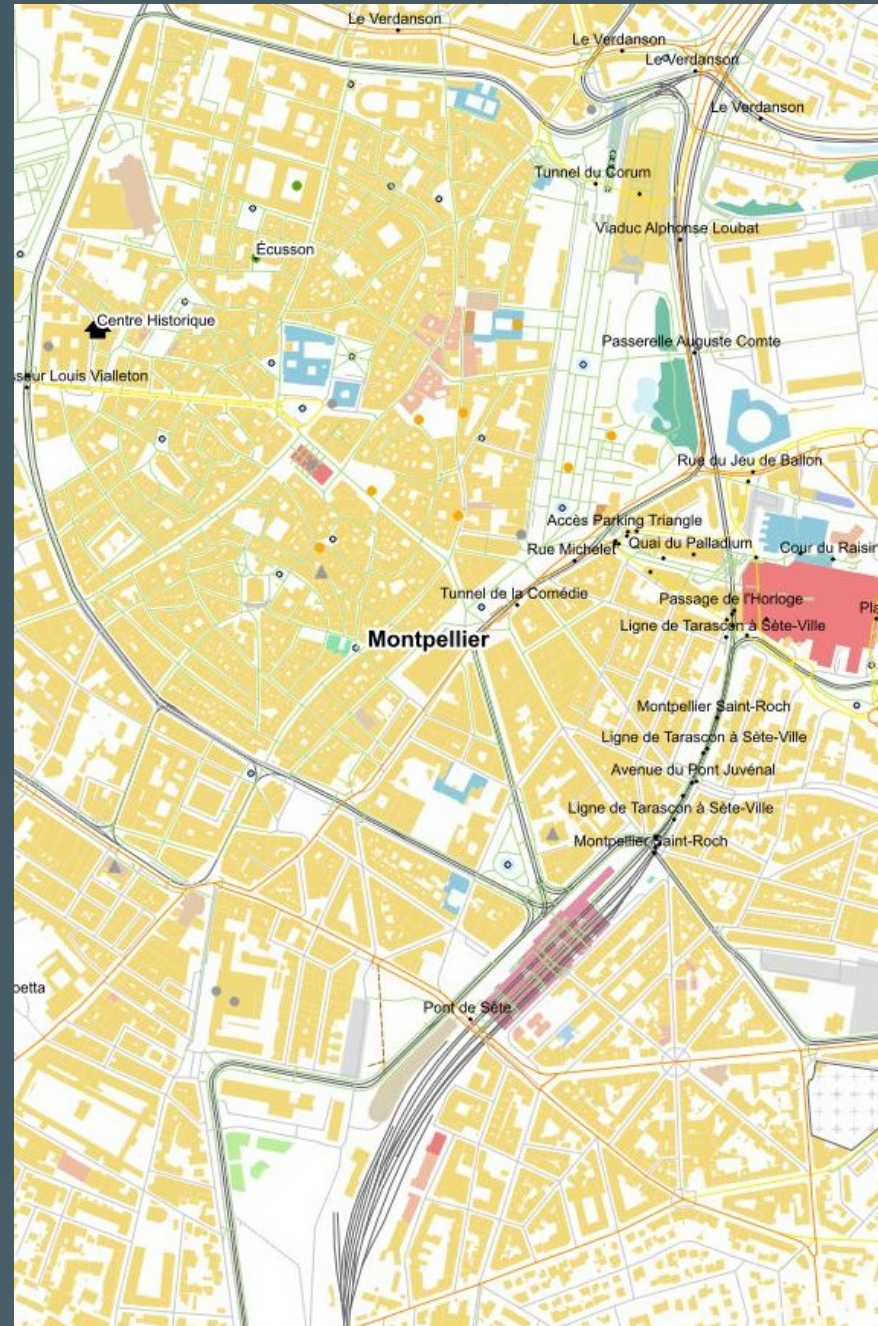 Le Verdanson
Le Verdanson
Le Verdanson
Le Verdanson
Tunnel du Corum
Viaduc Alphonse Loubat
Écusson
Centre Historique
Passerelle Auguste Comte
sseur Louis Vialleton
Rue du Jeu de Ballon
Accès Parking Triangle
Rue Michelet
Quai du Palladium
Cour du Raisin
Tunnel de la Comédie
Passage de l'Horloge
Pla
Ligne de Tarascon à Sète-Ville
Montpellier
Montpellier Saint-Roch
Ligne de Tarascon à Sète-Ville
Avenue du Pont Juvénal
Ligne de Tarascon à Sète-Ville
Montpellier Saint-Roch
betta
Pont de Sète